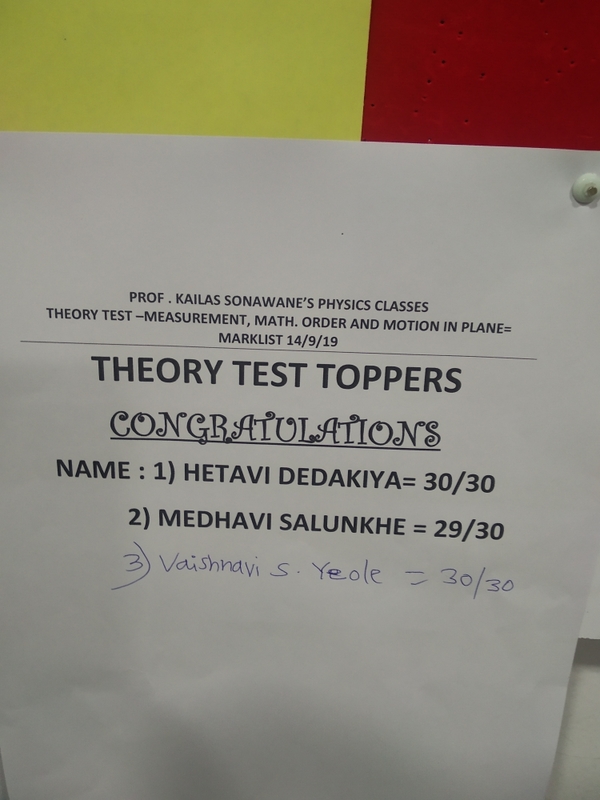 PROF . KAILAS SONAWANE'S PHYSICS CLASSES
THEORY TEST –MEASUREMENT, MATH. ORDER AND MOTION IN PLANE=
MARKLIST 14/9/19
THEORY TEST TOPPERS
CONGRATULATIONS
NAME : 1) HETAVI DEDAKIYA= 30/30
2) MEDHAVI SALUNKHE = 29/30
3) Vaishnavi S. Yeole = 30/30